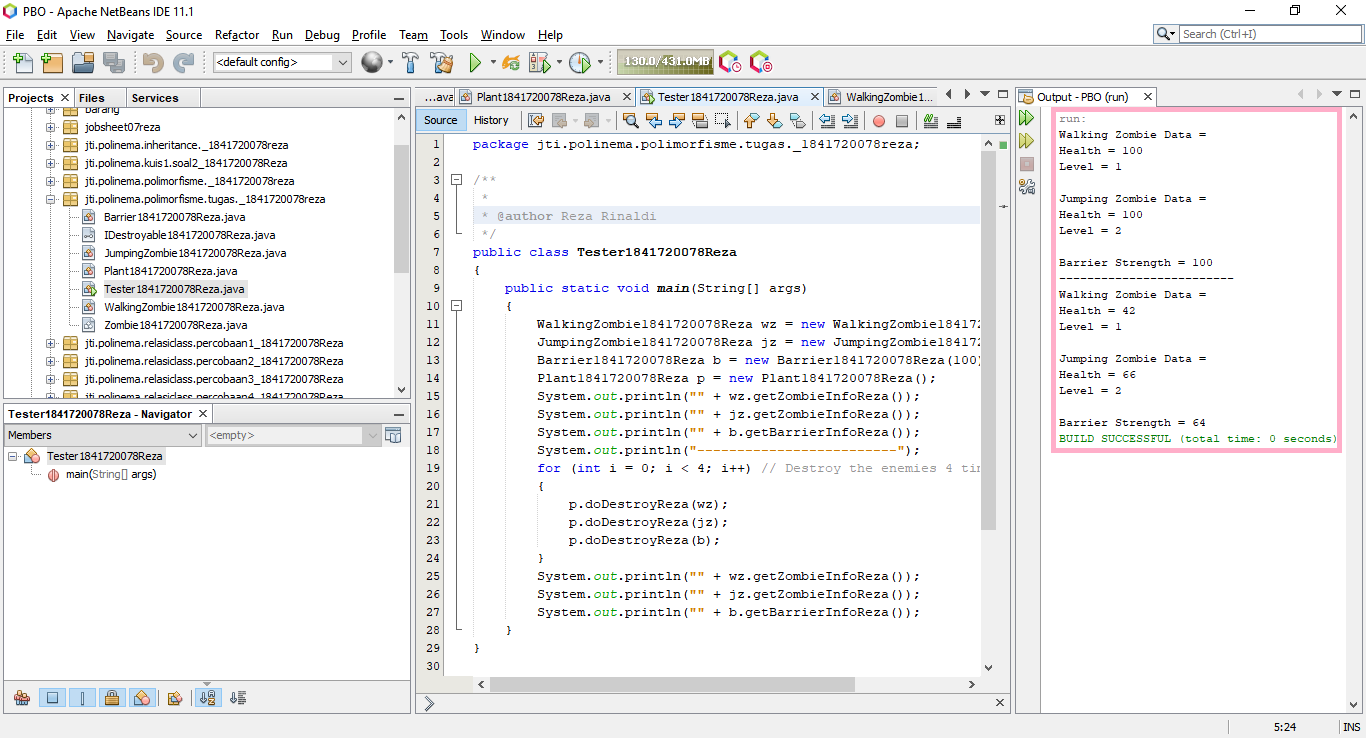 PBO - Apache NetBeans IDE 11.1
File Edit View Navigate Source Refactor Run Debug Profile Team Tools Window Help
Search (Ctrl+I)
<default config>
130.0/431.0MB
Projects Files Services
barang
jobsheet07reza
jti.polinema.inheritance._1841720078reza
jti.polinema.kuis1.soal2_1841720078Reza
jti.polinema.polimorfisme._1841720078reza
jti.polinema.polimorfisme.tugas._1841720078reza
Barrier1841720078Reza.java
IDestroyable1841720078Reza.java
JumpingZombie1841720078Reza.java
Plant1841720078Reza.java
Tester1841720078Reza.java
WalkingZombie1841720078Reza.java
Zombie1841720078Reza.java
jti.polinema.relasiclass.percobaan1_1841720078Reza
jti.polinema.relasiclass.percobaan2_1841720078Reza
jti.polinema.relasiclass.percobaan3_1841720078Reza
jti.polinema.relasiclass.percobaan4_1841720078Reza
Tester1841720078Reza - Navigator
Members <empty>
Tester1841720078Reza
main(String[] args)
...ava Plant1841720078Reza.java Tester1841720078Reza.java WalkingZombie1...
Source History
1 package jti.polinema.polimorfisme.tugas._1841720078reza;
2
3 /**
4 *
5 * @author Reza Rinaldi
6 */
7 public class Tester1841720078Reza
8 {
9 public static void main(String[] args)
10 {
11 WalkingZombie1841720078Reza wz = new WalkingZombie18417
12 JumpingZombie1841720078Reza jz = new JumpingZombie18417
13 Barrier1841720078Reza b = new Barrier1841720078Reza(100)
14 Plant1841720078Reza p = new Plant1841720078Reza();
15 System.out.println("" + wz.getZombieInfoReza());
16 System.out.println("" + jz.getZombieInfoReza());
17 System.out.println("" + b.getBarrierInfoReza());
18 System.out.println("-------------------------");
19 for (int i = 0; i < 4; i++) // Destroy the enemies 4 tim
20 {
21 p.doDestroyReza(wz);
22 p.doDestroyReza(jz);
23 p.doDestroyReza(b);
24 }
25 System.out.println("" + wz.getZombieInfoReza());
26 System.out.println("" + jz.getZombieInfoReza());
27 System.out.println("" + b.getBarrierInfoReza());
28 }
29 }
30
Output - PBO (run)
run:
Walking Zombie Data =
Health = 100
Level = 1
Jumping Zombie Data =
Health = 100
Level = 2
Barrier Strength = 100
-------------------------
Walking Zombie Data =
Health = 42
Level = 1
Jumping Zombie Data =
Health = 66
Level = 2
Barrier Strength = 64
BUILD SUCCESSFUL (total time: 0 seconds)
5:24 INS